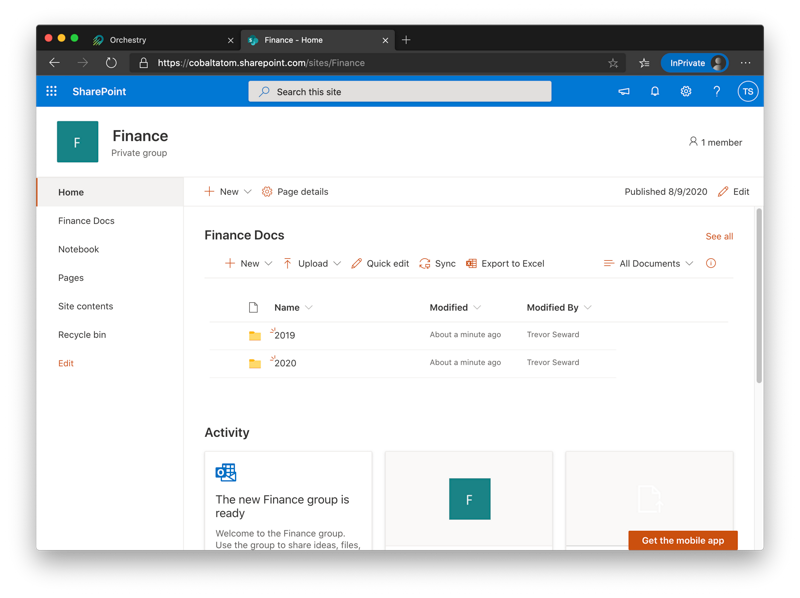 Orchestry
Finance - Home
https://cobaltatom.sharepoint.com/sites/Finance
InPrivate
SharePoint
Search this site
TS
F
Finance
Private group
1 member
Home
Finance Docs
Notebook
Pages
Site contents
Recycle bin
Edit
New
Page details
Published 8/9/2020
Edit
Finance Docs
See all
New
Upload
Quick edit
Sync
Export to Excel
All Documents
Name
Modified
Modified By
2019
About a minute ago
Trevor Seward
2020
About a minute ago
Trevor Seward
Activity
The new Finance group is
ready
Welcome to the Finance group.
Use the group to share ideas, files,
F
Get the mobile app